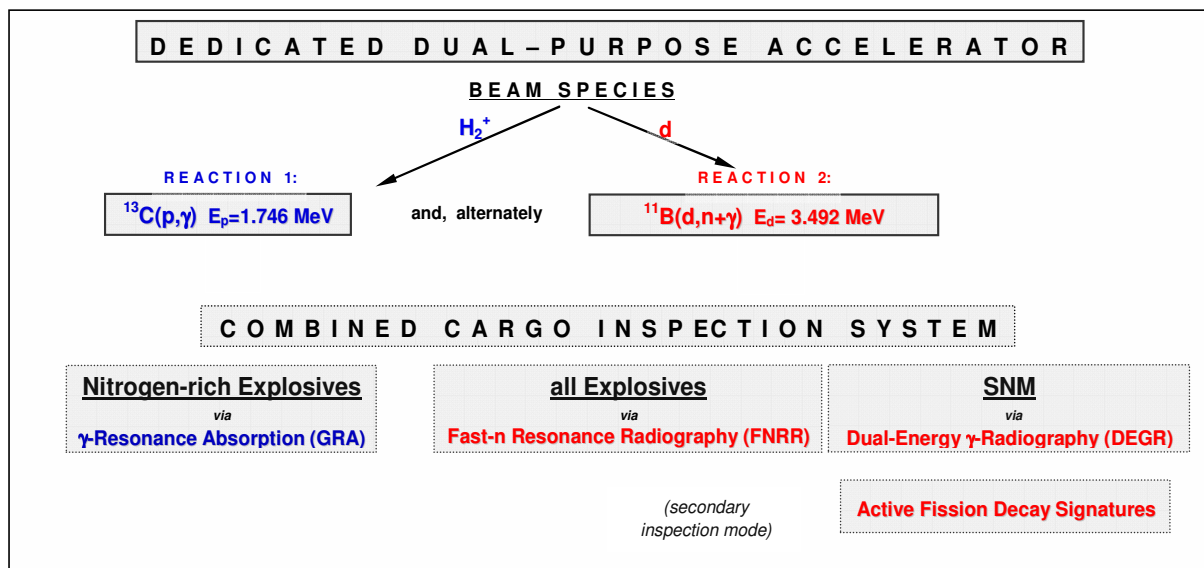 DEDICATED DUAL–PURPOSE ACCELERATOR
BEAM SPECIES
H₂⁺ d
REACTION 1: REACTION 2:
¹³C(p,γ) Eₚ=1.746 MeV and, alternately ¹¹B(d,n+γ) E_d= 3.492 MeV
COMBINED CARGO INSPECTION SYSTEM
Nitrogen-rich Explosives all Explosives SNM
via via via
γ-Resonance Absorption (GRA) Fast-n Resonance Radiography (FNRR) Dual-Energy γ-Radiography (DEGR)
(secondary Active Fission Decay Signatures
inspection mode)